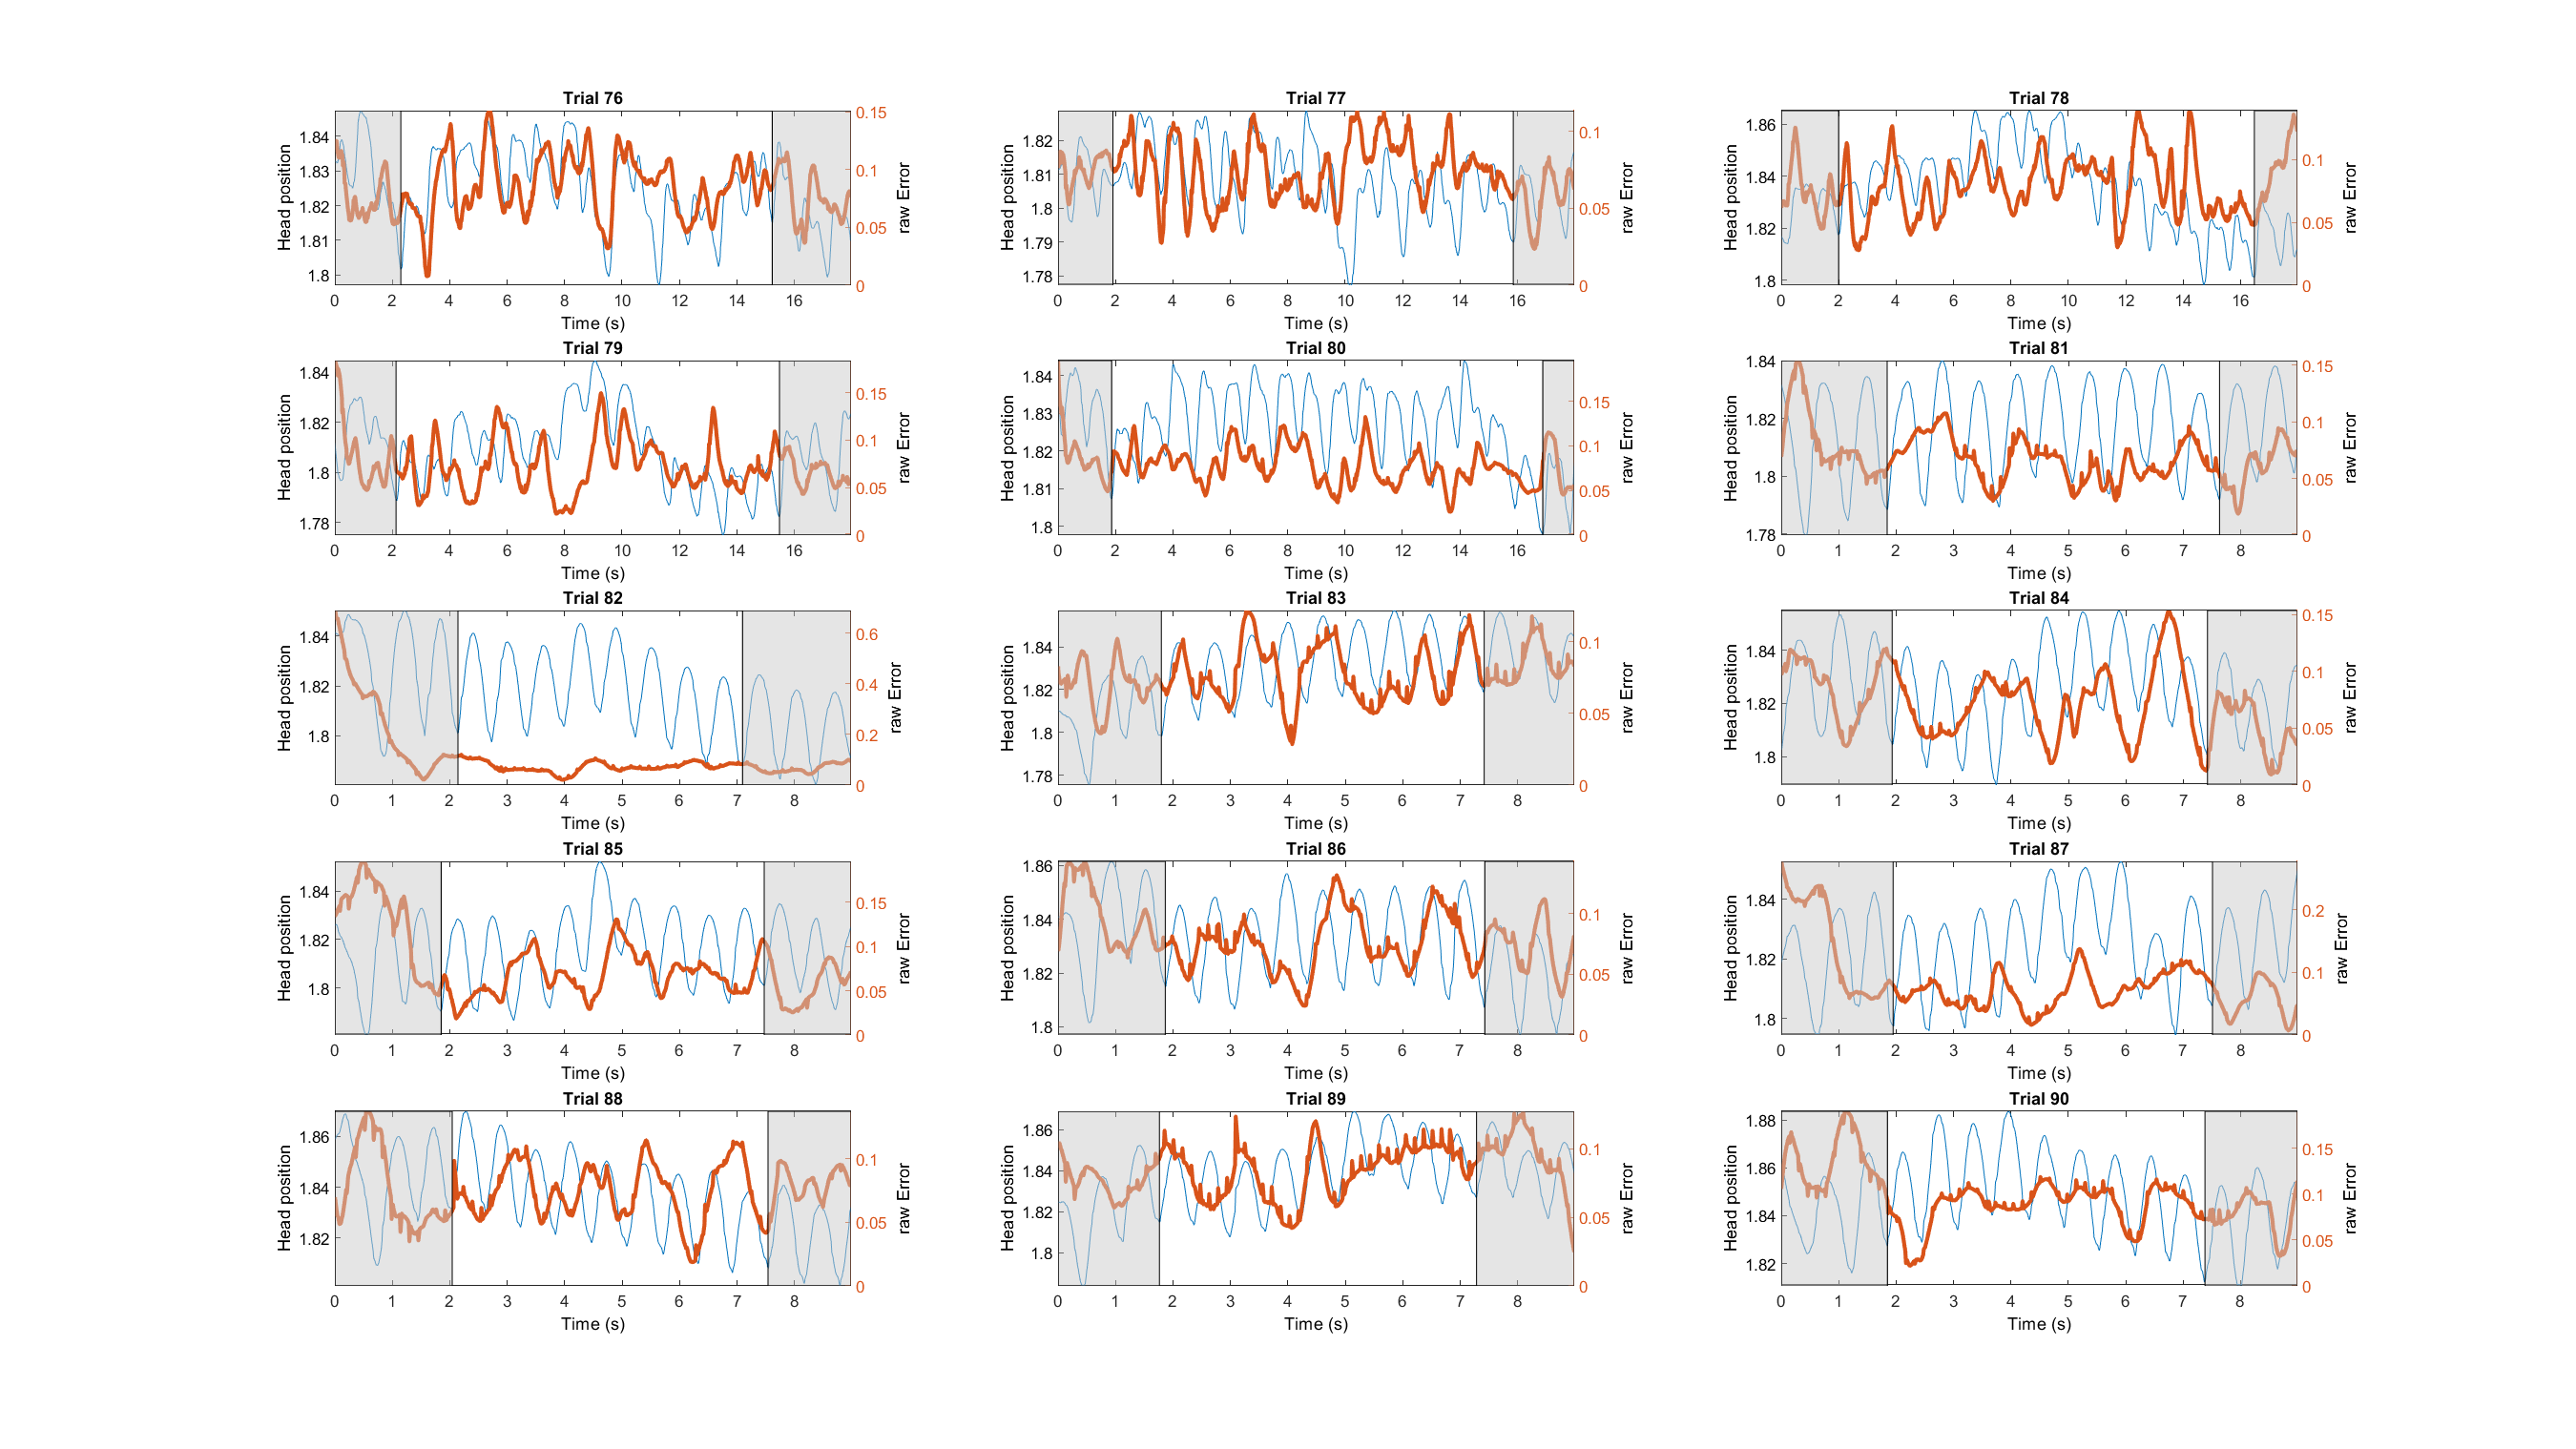 Trial 76
Head position
1.84
1.83
1.82
1.81
1.8
0.15
0.1
0.05
0
raw Error
0 2 4 6 8 10 12 14 16
Time (s)
Trial 77
Head position
1.82
1.81
1.8
1.79
1.78
0.1
0.05
0
raw Error
0 2 4 6 8 10 12 14 16
Time (s)
Trial 78
Head position
1.86
1.84
1.82
1.8
0.1
0.05
0
raw Error
0 2 4 6 8 10 12 14 16
Time (s)
Trial 79
Head position
1.84
1.82
1.8
1.78
0.15
0.1
0.05
0
raw Error
0 2 4 6 8 10 12 14 16
Time (s)
Trial 80
Head position
1.84
1.83
1.82
1.81
1.8
0.15
0.1
0.05
0
raw Error
0 2 4 6 8 10 12 14 16
Time (s)
Trial 81
Head position
1.84
1.82
1.8
1.78
0.15
0.1
0.05
0
raw Error
0 1 2 3 4 5 6 7 8
Time (s)
Trial 82
Head position
1.84
1.82
1.8
0.6
0.4
0.2
0
raw Error
0 1 2 3 4 5 6 7 8
Time (s)
Trial 83
Head position
1.84
1.82
1.8
1.78
0.1
0.05
0
raw Error
0 1 2 3 4 5 6 7 8
Time (s)
Trial 84
Head position
1.84
1.82
1.8
0.15
0.1
0.05
0
raw Error
0 1 2 3 4 5 6 7 8
Time (s)
Trial 85
Head position
1.84
1.82
1.8
0.15
0.1
0.05
0
raw Error
0 1 2 3 4 5 6 7 8
Time (s)
Trial 86
Head position
1.86
1.84
1.82
1.8
0.1
0.05
0
raw Error
0 1 2 3 4 5 6 7 8
Time (s)
Trial 87
Head position
1.84
1.82
1.8
0.2
0.1
0
raw Error
0 1 2 3 4 5 6 7 8
Time (s)
Trial 88
Head position
1.86
1.84
1.82
0.1
0.05
0
raw Error
0 1 2 3 4 5 6 7 8
Time (s)
Trial 89
Head position
1.86
1.84
1.82
1.8
0.1
0.05
0
raw Error
0 1 2 3 4 5 6 7 8
Time (s)
Trial 90
Head position
1.88
1.86
1.84
1.82
0.15
0.1
0.05
0
raw Error
0 1 2 3 4 5 6 7 8
Time (s)